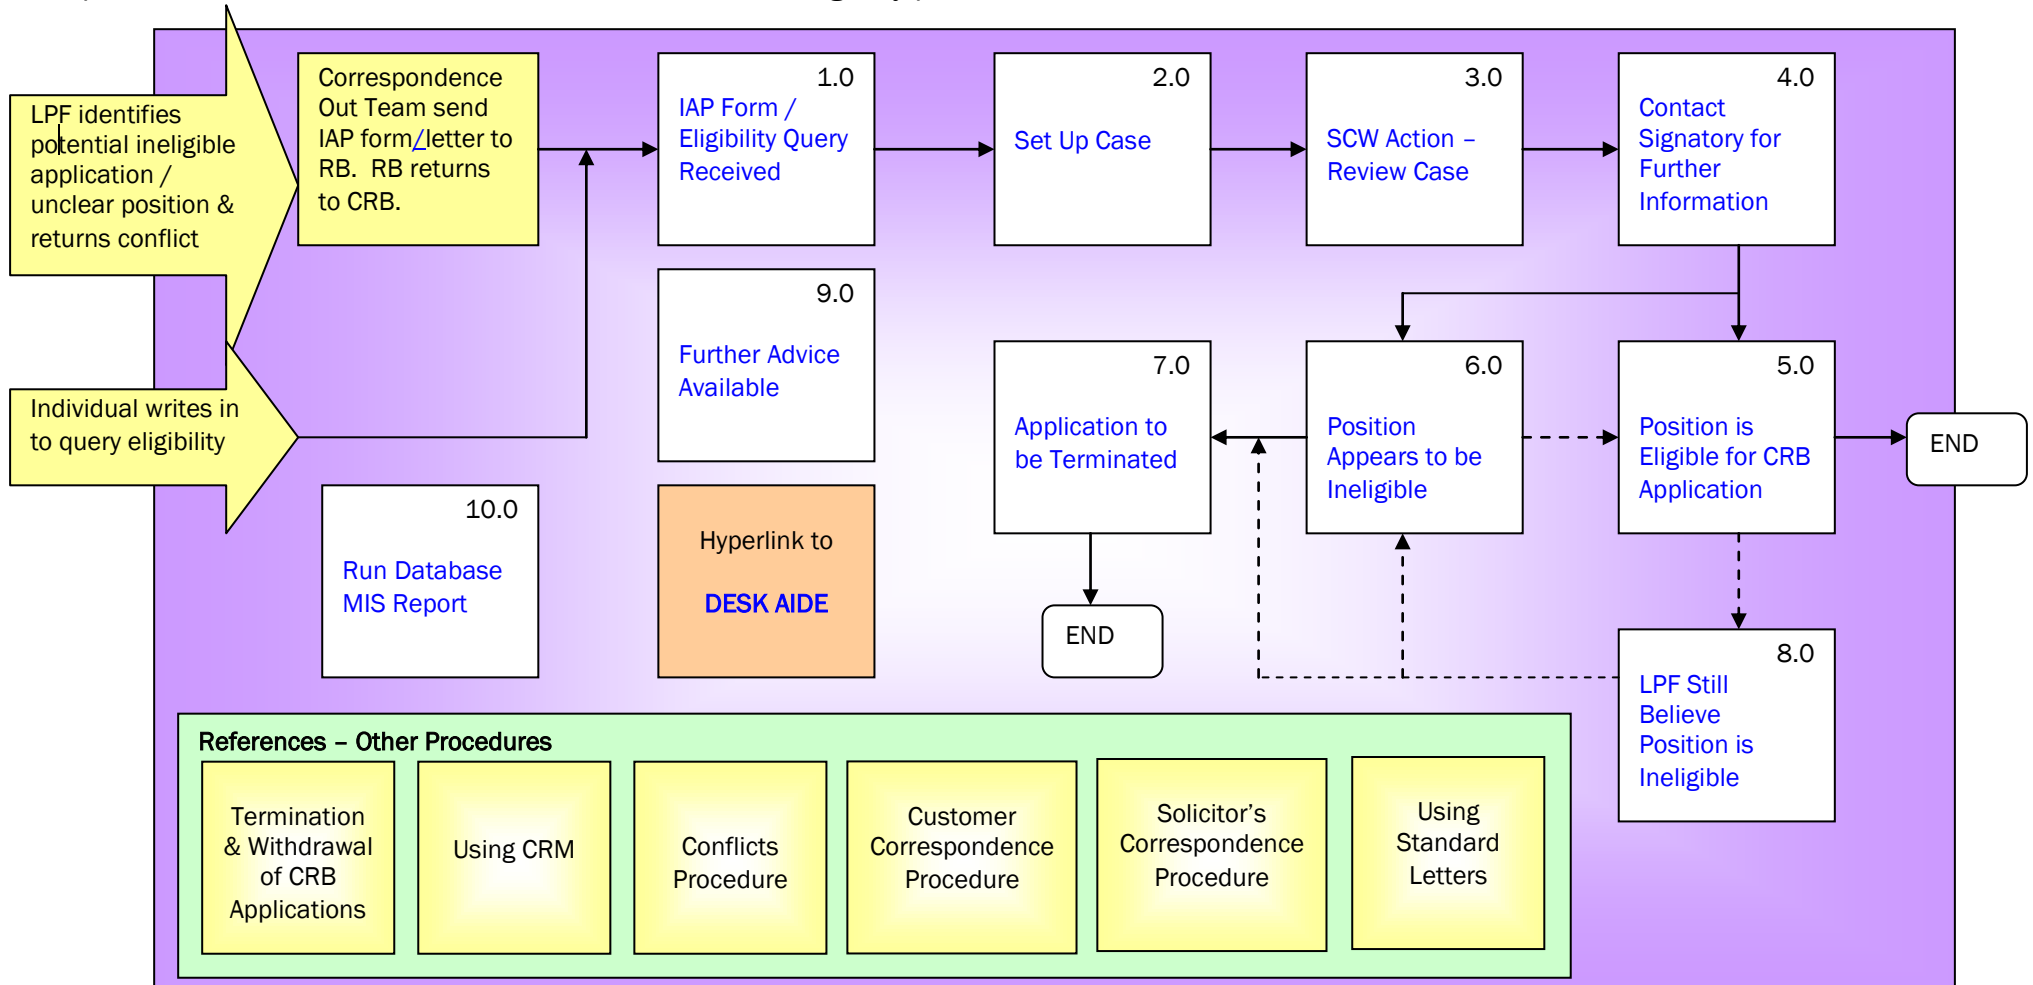 LPF identifies
potential ineligible
application /
unclear position &
returns conflict
Correspondence
Out Team send
IAP form/letter to
RB.  RB returns
to CRB.
1.0
IAP Form /
Eligibility Query
Received
2.0
Set Up Case
3.0
SCW Action –
Review Case
4.0
Contact
Signatory for
Further
Information
9.0
Further Advice
Available
7.0
Application to
be Terminated
6.0
Position
Appears to be
Ineligible
5.0
Position is
Eligible for CRB
Application
END
Individual writes in
to query eligibility
10.0
Run Database
MIS Report
Hyperlink to
DESK AIDE
END
8.0
LPF Still
Believe
Position is
Ineligible
References – Other Procedures
Termination
& Withdrawal
of CRB
Applications
Using CRM
Conflicts
Procedure
Customer
Correspondence
Procedure
Solicitor’s
Correspondence
Procedure
Using
Standard
Letters